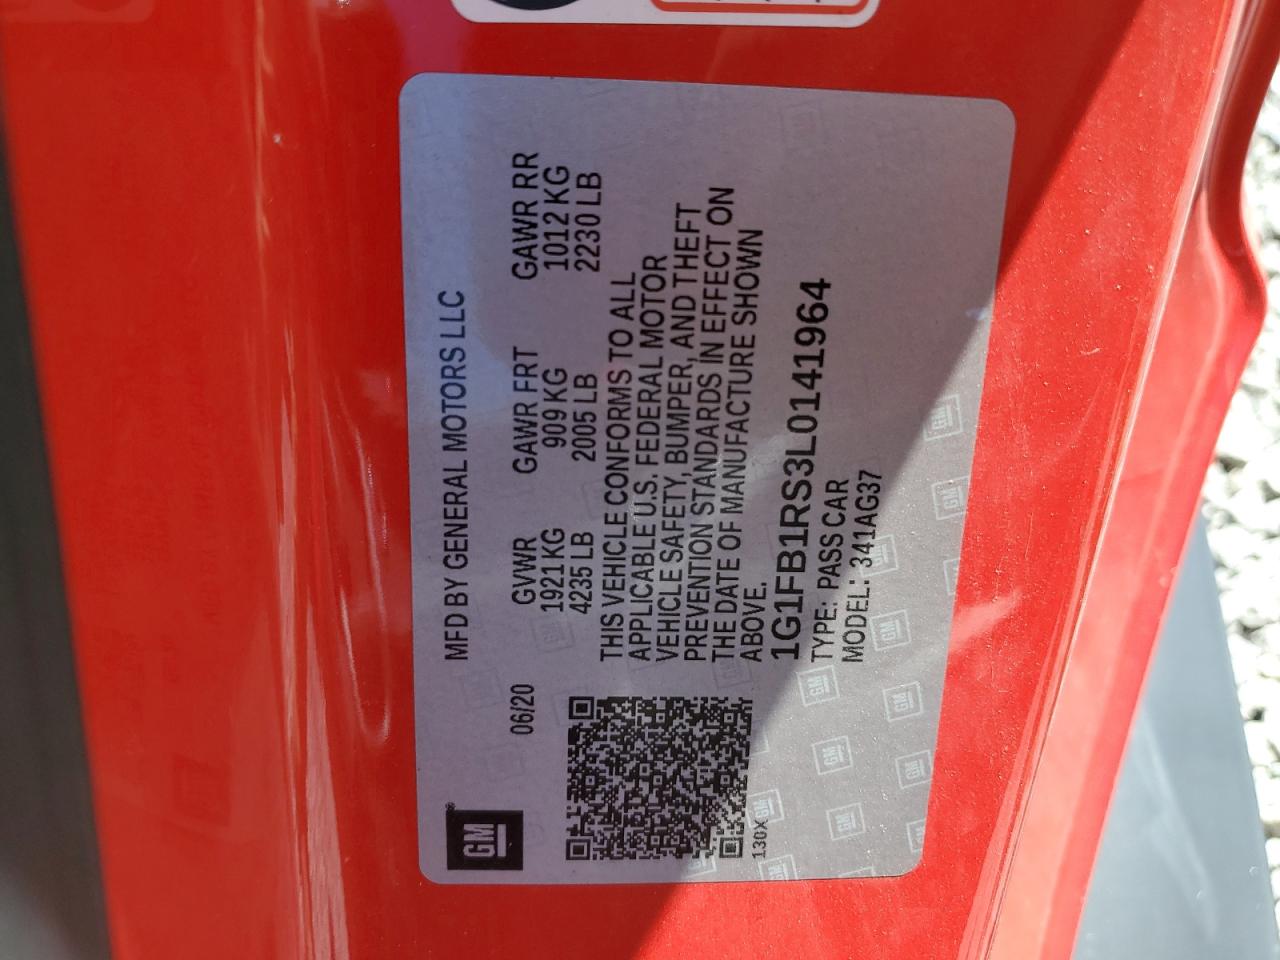 GM
MFD BY GENERAL MOTORS LLC
06/20
GVWR GAWR FRT GAWR RR
1921KG 909 KG 1012 KG
4235 LB 2005 LB 2230 LB
THIS VEHICLE CONFORMS TO ALL
APPLICABLE U.S. FEDERAL MOTOR
VEHICLE SAFETY, BUMPER, AND THEFT
PREVENTION STANDARDS IN EFFECT ON
THE DATE OF MANUFACTURE SHOWN
ABOVE.
1G1FB1RS3L0141964
TYPE: PASS CAR
MODEL: 341AG37
130X